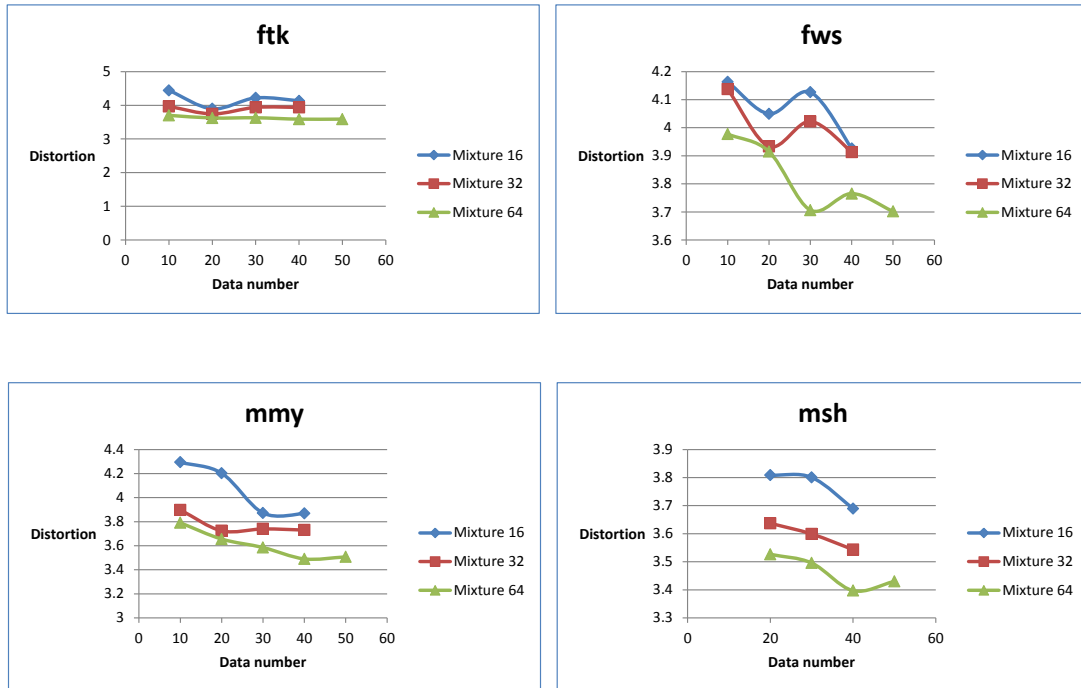 ftk
5
4
3
2
1
0
Distortion
0 10 20 30 40 50 60
Data number
Mixture 16
Mixture 32
Mixture 64
fws
4.2
4.1
4
3.9
3.8
3.7
3.6
Distortion
0 10 20 30 40 50 60
Data number
Mixture 16
Mixture 32
Mixture 64
mmy
4.4
4.2
4
3.8
3.6
3.4
3.2
3
Distortion
0 10 20 30 40 50 60
Data number
Mixture 16
Mixture 32
Mixture 64
msh
3.9
3.8
3.7
3.6
3.5
3.4
3.3
Distortion
0 20 40 60
Data number
Mixture 16
Mixture 32
Mixture 64